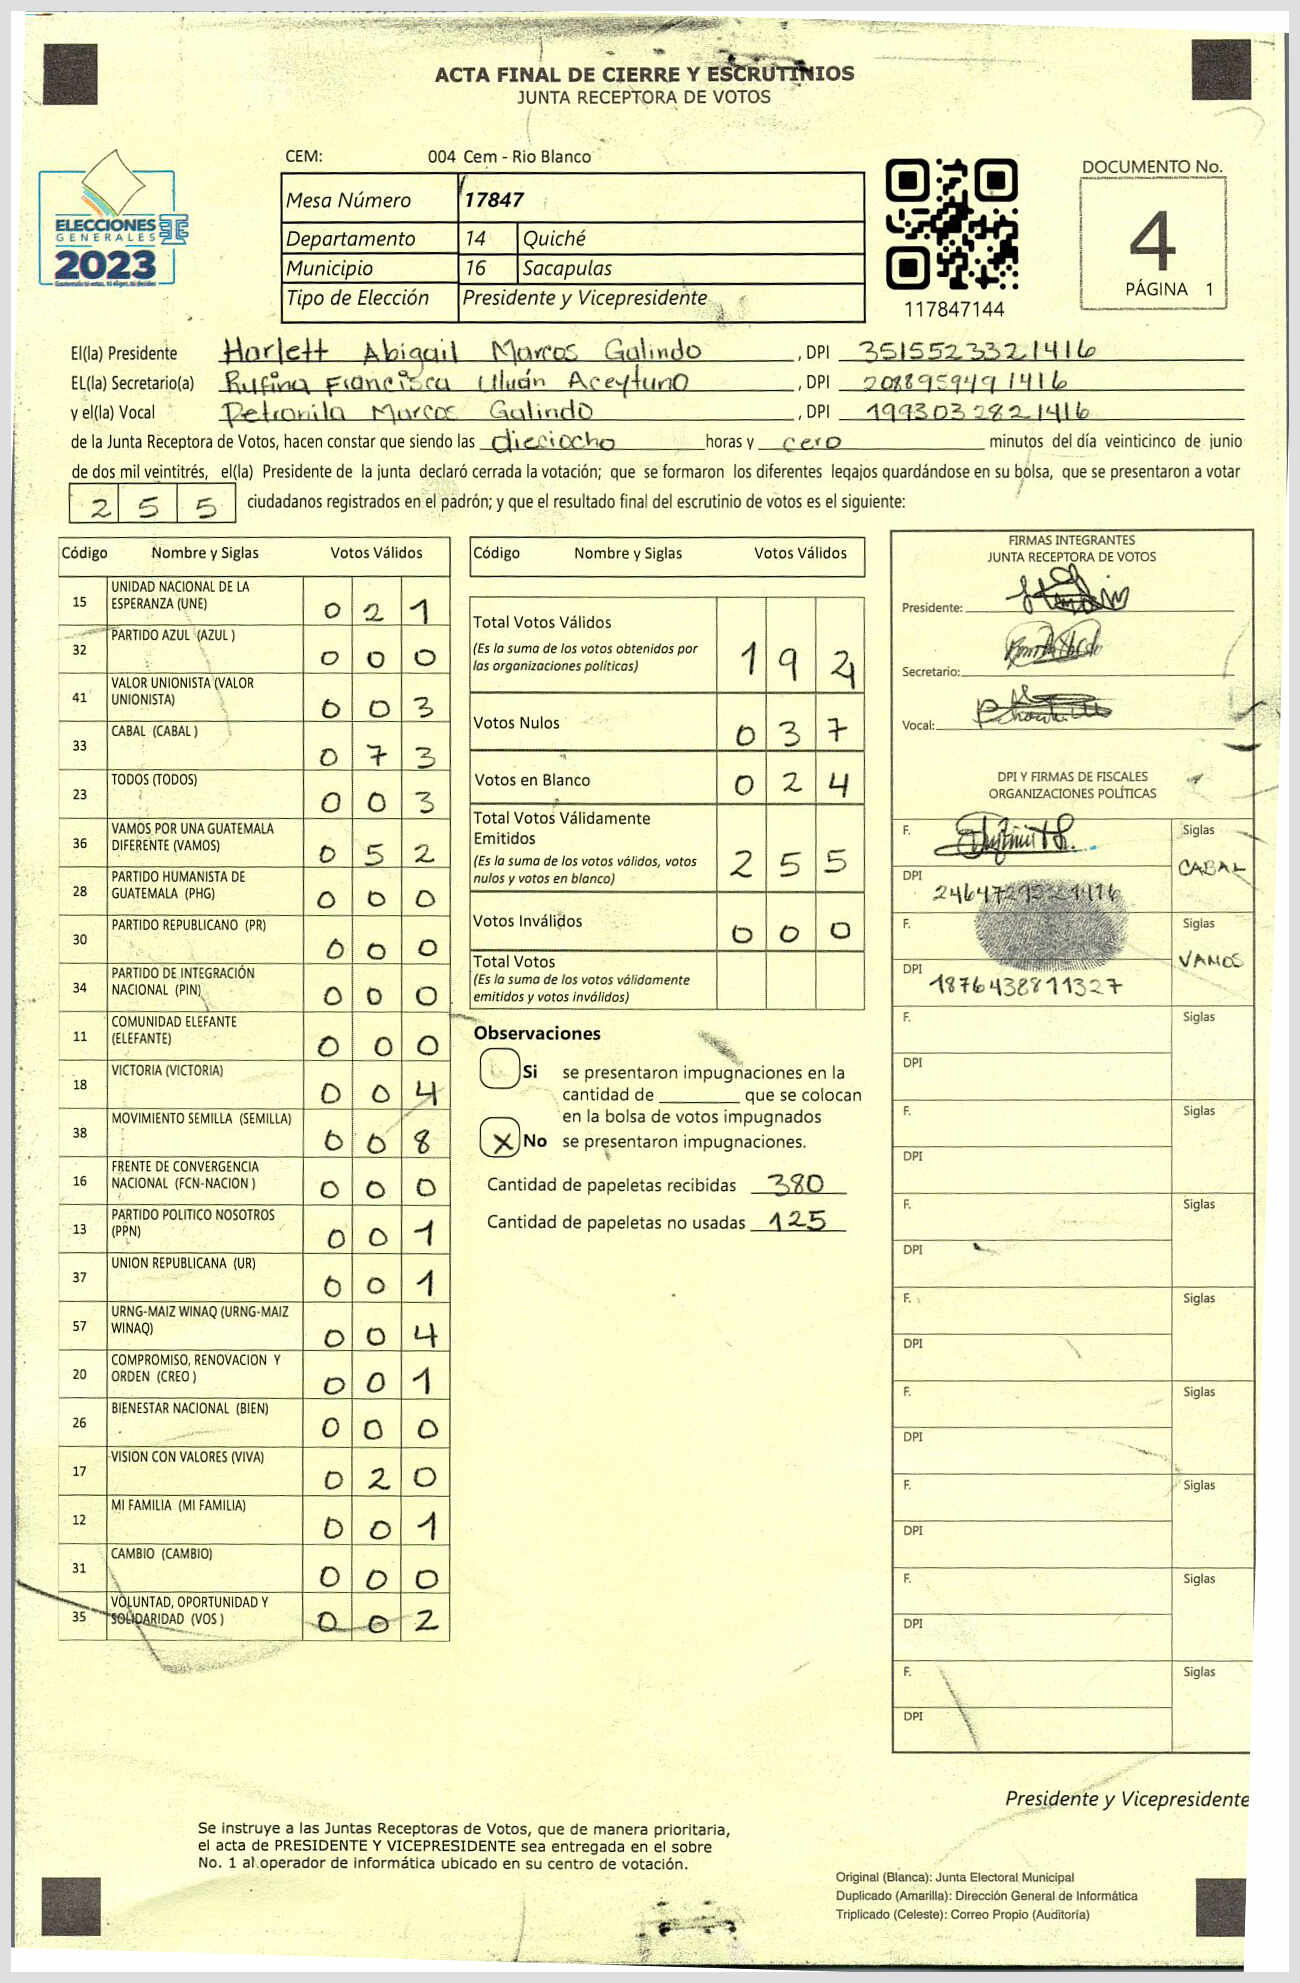 ACTA FINAL DE CIERRE Y ESCRUTINIOS
JUNTA RECEPTORA DE VOTOS
CEM: 004 Cem - Rio Blanco
ELECCIONES
GENERALES
2023
Mesa Número 17847
Departamento 14 Quiché
Municipio 16 Sacapulas
Tipo de Elección Presidente y Vicepresidente
117847144
DOCUMENTO No.
4
PÁGINA 1
El(la) Presidente Harlett Abigail Marcos Galindo , DPI 3515523321416
EL(la) Secretario(a) Rufina Francisca Uluán Aceytuno , DPI 2088959491416
y el(la) Vocal Petronila Marcos Galindo , DPI 1993032821416
de la Junta Receptora de Votos, hacen constar que siendo las dieciocho horas y cero minutos del día veinticinco de junio
de dos mil veintitrés, el(la) Presidente de la junta declaró cerrada la votación; que se formaron los diferentes legajos guardándose en su bolsa, que se presentaron a votar
255 ciudadanos registrados en el padrón; y que el resultado final del escrutinio de votos es el siguiente:
Código Nombre y Siglas Votos Válidos
15 UNIDAD NACIONAL DE LA ESPERANZA (UNE) 0 2 1
32 PARTIDO AZUL (AZUL ) 0 0 0
41 VALOR UNIONISTA (VALOR UNIONISTA) 0 0 3
33 CABAL (CABAL ) 0 7 3
23 TODOS (TODOS) 0 0 3
36 VAMOS POR UNA GUATEMALA DIFERENTE (VAMOS) 0 5 2
28 PARTIDO HUMANISTA DE GUATEMALA (PHG) 0 0 0
30 PARTIDO REPUBLICANO (PR) 0 0 0
34 PARTIDO DE INTEGRACIÓN NACIONAL (PIN) 0 0 0
11 COMUNIDAD ELEFANTE (ELEFANTE) 0 0 0
18 VICTORIA (VICTORIA) 0 0 4
38 MOVIMIENTO SEMILLA (SEMILLA) 0 0 8
16 FRENTE DE CONVERGENCIA NACIONAL (FCN-NACION ) 0 0 0
13 PARTIDO POLITICO NOSOTROS (PPN) 0 0 1
37 UNION REPUBLICANA (UR) 0 0 1
57 URNG-MAIZ WINAQ (URNG-MAIZ WINAQ) 0 0 4
20 COMPROMISO, RENOVACION Y ORDEN (CREO ) 0 0 1
26 BIENESTAR NACIONAL (BIEN) 0 0 0
17 VISION CON VALORES (VIVA) 0 2 0
12 MI FAMILIA (MI FAMILIA) 0 0 1
31 CAMBIO (CAMBIO) 0 0 0
35 VOLUNTAD, OPORTUNIDAD Y SOLIDARIDAD (VOS ) 0 0 2
Código Nombre y Siglas Votos Válidos
Total Votos Válidos
(Es la suma de los votos obtenidos por
las organizaciones políticas) 1 9 4
Votos Nulos 0 3 7
Votos en Blanco 0 2 4
Total Votos Válidamente
Emitidos
(Es la suma de los votos válidos, votos
nulos y votos en blanco) 2 5 5
Votos Inválidos 0 0 0
Total Votos
(Es la suma de los votos válidamente
emitidos y votos inválidos)
Observaciones
Si se presentaron impugnaciones en la
cantidad de ________ que se colocan
en la bolsa de votos impugnados
X No se presentaron impugnaciones.
Cantidad de papeletas recibidas 380
Cantidad de papeletas no usadas 125
FIRMAS INTEGRANTES
JUNTA RECEPTORA DE VOTOS
Presidente:
Secretario:
Vocal:
DPI Y FIRMAS DE FISCALES
ORGANIZACIONES POLÍTICAS
F. Siglas
DPI CABAL
F. Siglas
DPI 1876438811327 VAMOS
F. Siglas
DPI
F. Siglas
DPI
F. Siglas
DPI
F. Siglas
DPI
F. Siglas
DPI
F. Siglas
DPI
F. Siglas
DPI
F. Siglas
DPI
Presidente y Vicepresidente
Se instruye a las Juntas Receptoras de Votos, que de manera prioritaria,
el acta de PRESIDENTE Y VICEPRESIDENTE sea entregada en el sobre
No. 1 al operador de informática ubicado en su centro de votación.
Original (Blanca): Junta Electoral Municipal
Duplicado (Amarilla): Dirección General de Informática
Triplicado (Celeste): Correo Propio (Auditoría)